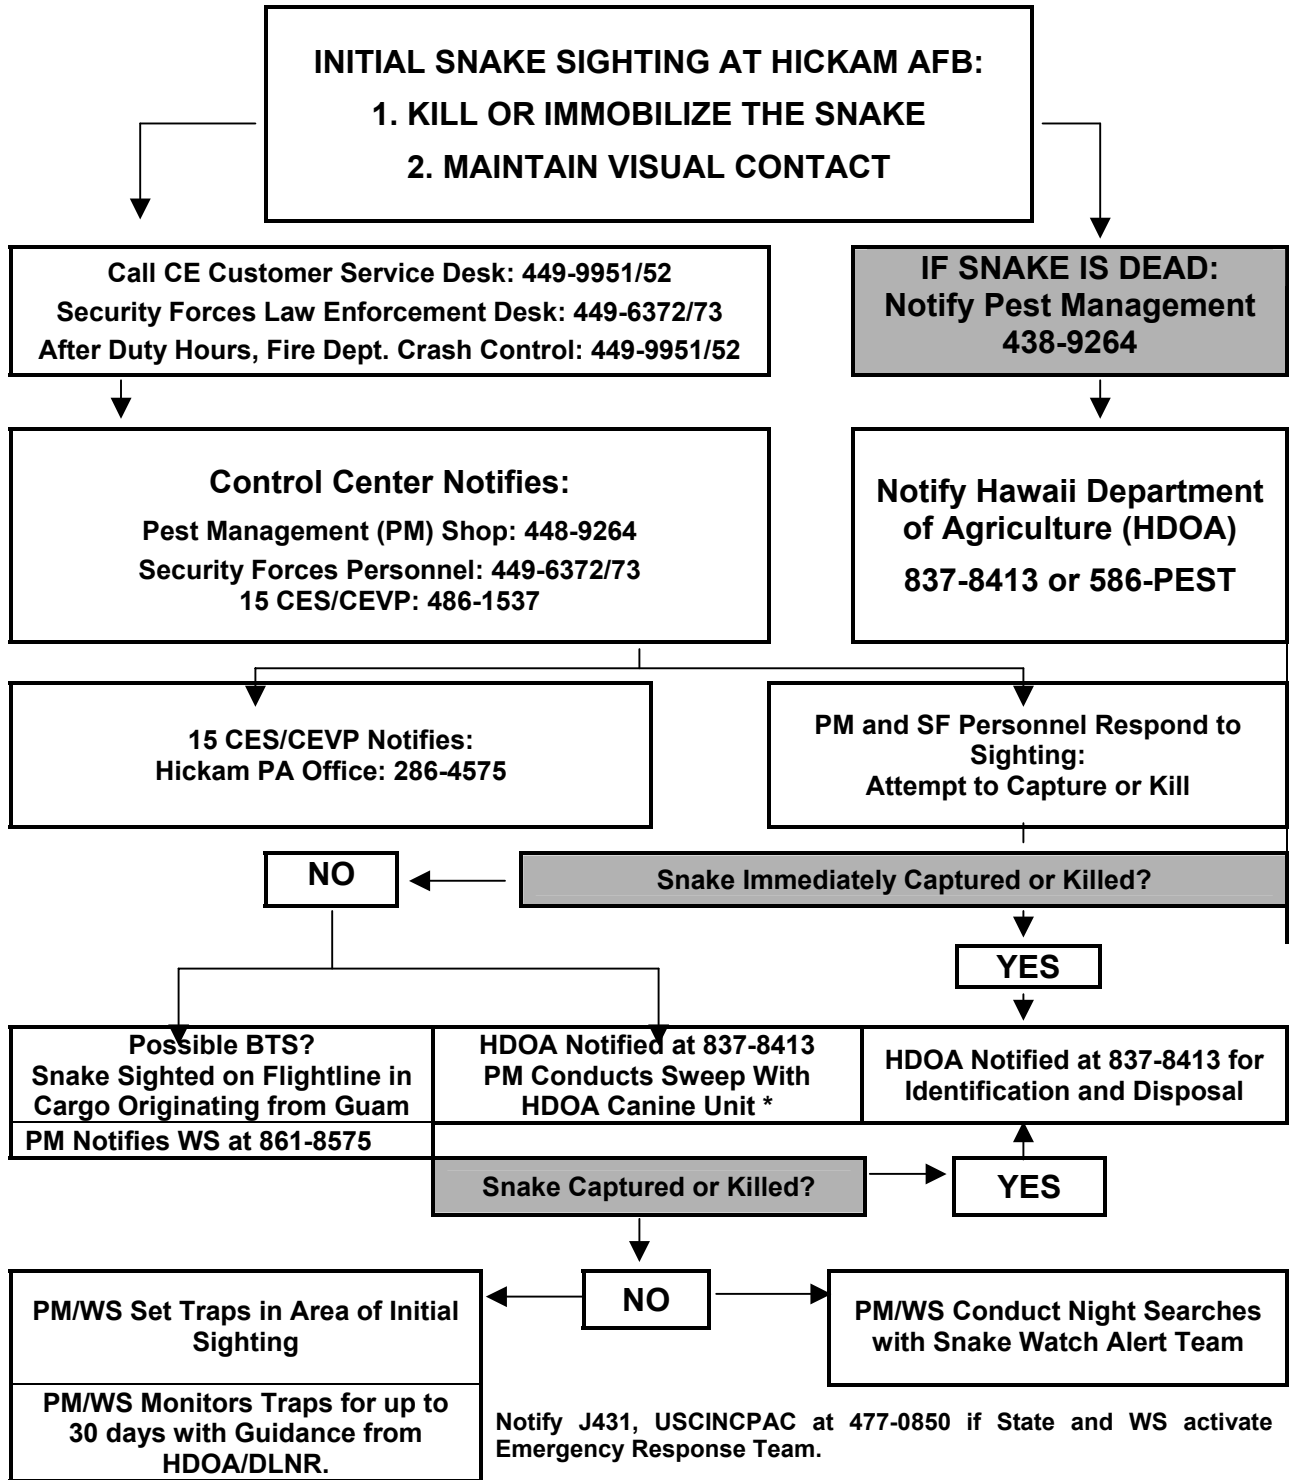 INITIAL SNAKE SIGHTING AT HICKAM AFB:
1. KILL OR IMMOBILIZE THE SNAKE
2. MAINTAIN VISUAL CONTACT
Call CE Customer Service Desk: 449-9951/52
Security Forces Law Enforcement Desk: 449-6372/73
After Duty Hours, Fire Dept. Crash Control: 449-9951/52
IF SNAKE IS DEAD:
Notify Pest Management
438-9264
Control Center Notifies:
Pest Management (PM) Shop: 448-9264
Security Forces Personnel: 449-6372/73
15 CES/CEVP: 486-1537
Notify Hawaii Department
of Agriculture (HDOA)
837-8413 or 586-PEST
15 CES/CEVP Notifies:
Hickam PA Office: 286-4575
PM and SF Personnel Respond to
Sighting:
Attempt to Capture or Kill
NO
Snake Immediately Captured or Killed?
YES
Possible BTS?
Snake Sighted on Flightline in
Cargo Originating from Guam
PM Notifies WS at 861-8575
HDOA Notified at 837-8413
PM Conducts Sweep With
HDOA Canine Unit *
HDOA Notified at 837-8413 for
Identification and Disposal
Snake Captured or Killed?
YES
NO
PM/WS Set Traps in Area of Initial
Sighting
PM/WS Monitors Traps for up to
30 days with Guidance from
HDOA/DLNR.
PM/WS Conduct Night Searches
with Snake Watch Alert Team
Notify J431, USCINCPAC at 477-0850 if State and WS activate
Emergency Response Team.